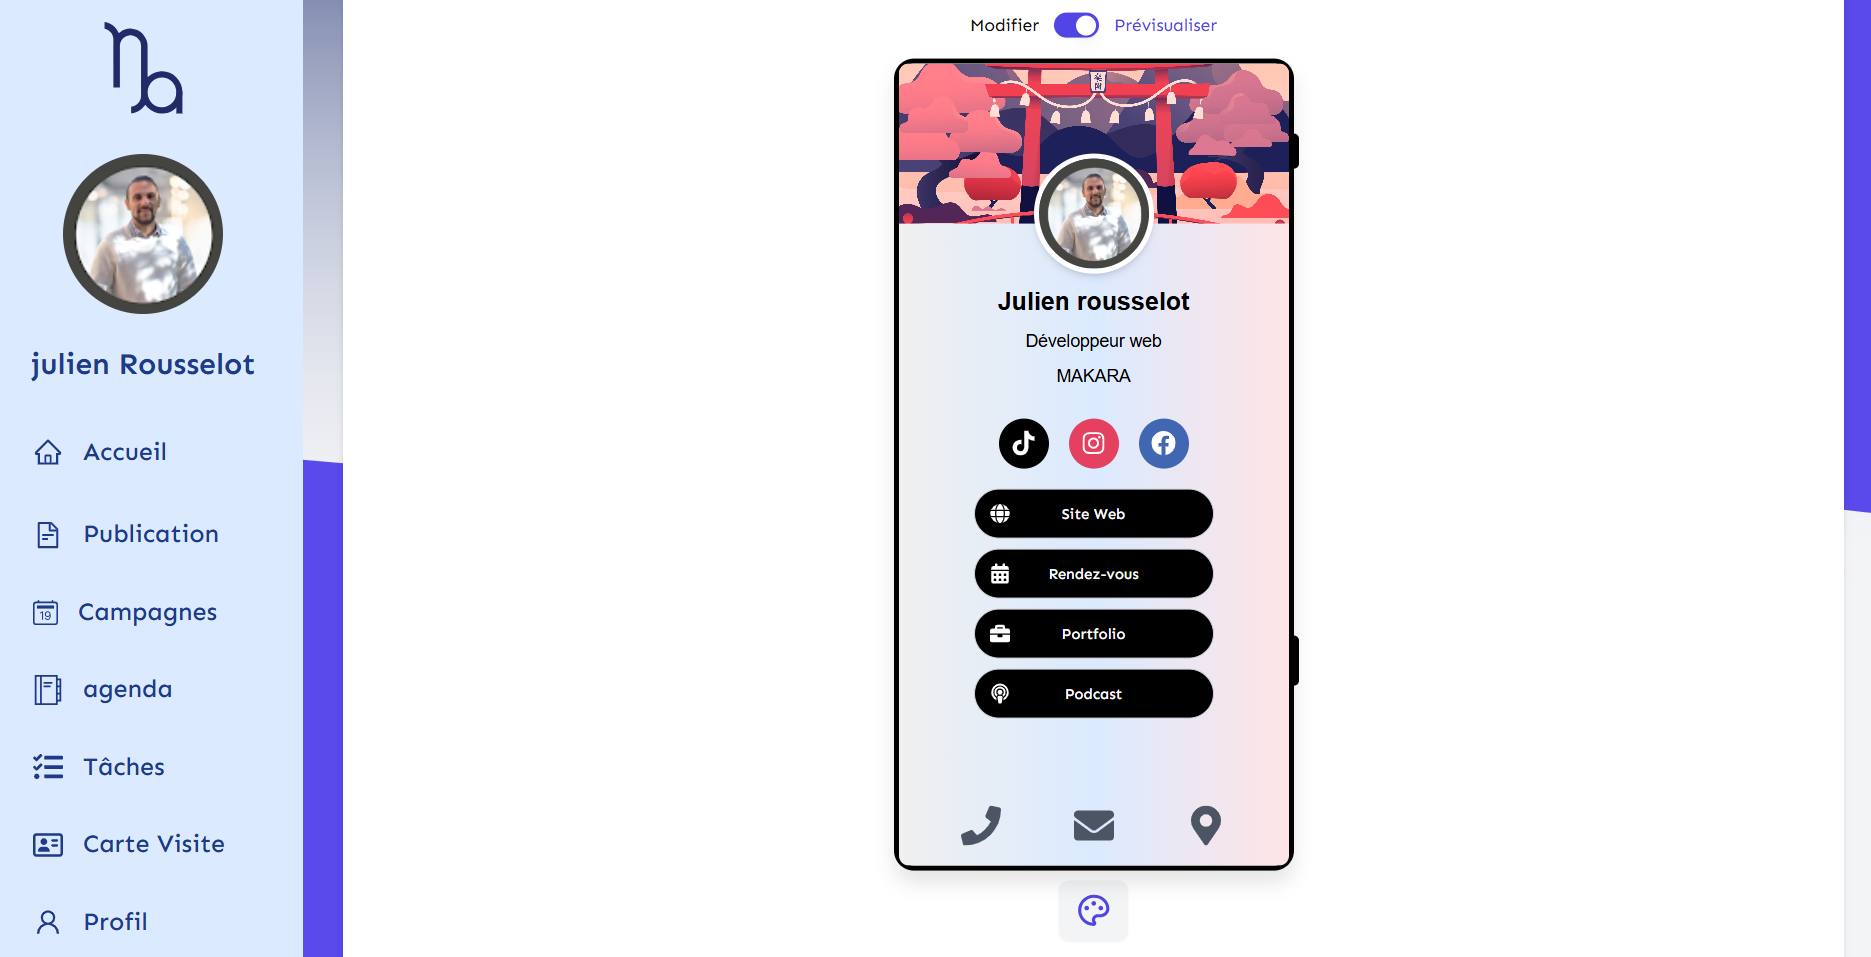 julien Rousselot
Accueil
Publication
19
Campagnes
agenda
Tâches
Carte Visite
Profil
Modifier
Prévisualiser
Julien rousselot
Développeur web
MAKARA
Site Web
Rendez-vous
Portfolio
Podcast